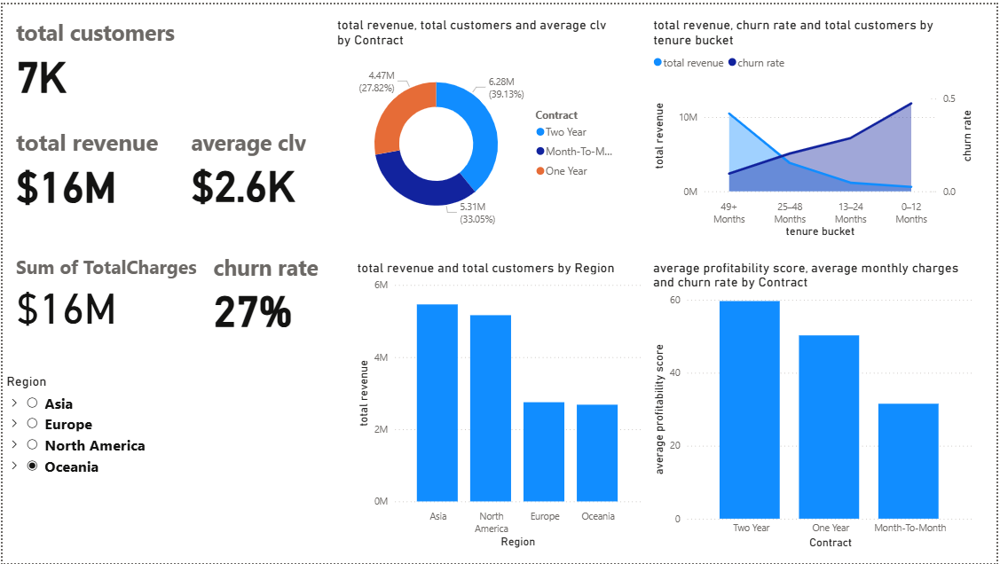 total customers
7K
total revenue
$16M
average clv
$2.6K
Sum of TotalCharges
$16M
churn rate
27%
Region
Asia
Europe
North America
Oceania
total revenue, total customers and average clv
by Contract
4.47M
(27.82%)
6.28M
(39.13%)
5.31M
(33.05%)
Contract
Two Year
Month-To-M...
One Year
total revenue, churn rate and total customers by
tenure bucket
total revenue
churn rate
total revenue
10M
0M
0.5
0.0
churn rate
49+
Months
25–48
Months
13–24
Months
0–12
Months
tenure bucket
total revenue and total customers by Region
total revenue
6M
4M
2M
0M
Asia
North
America
Europe
Oceania
Region
average profitability score, average monthly charges
and churn rate by Contract
average profitability score
60
40
20
0
Two Year
One Year
Month-To-Month
Contract